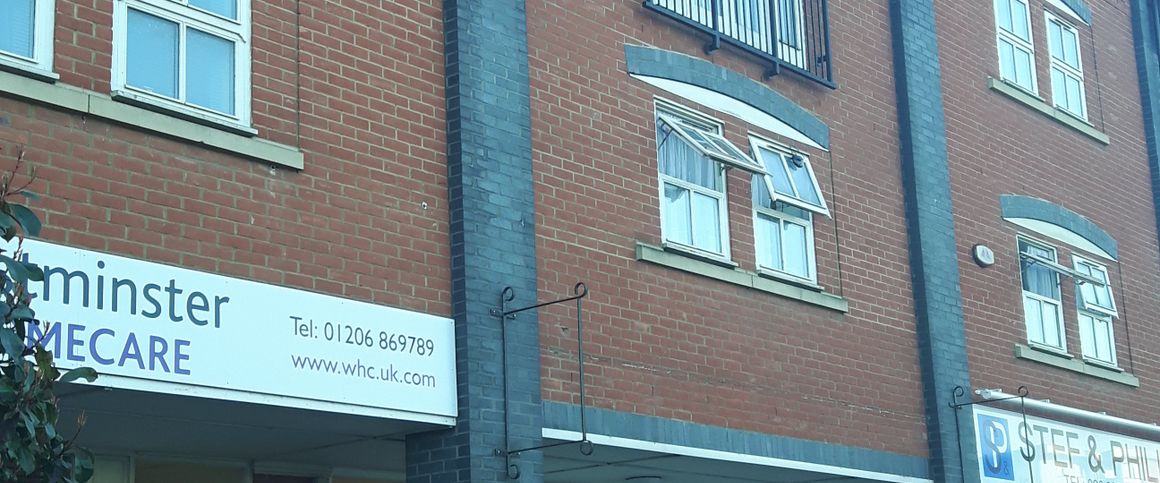 tminster
MECARE
Tel: 01206 869789
www.whc.uk.com
STEF & PHIL